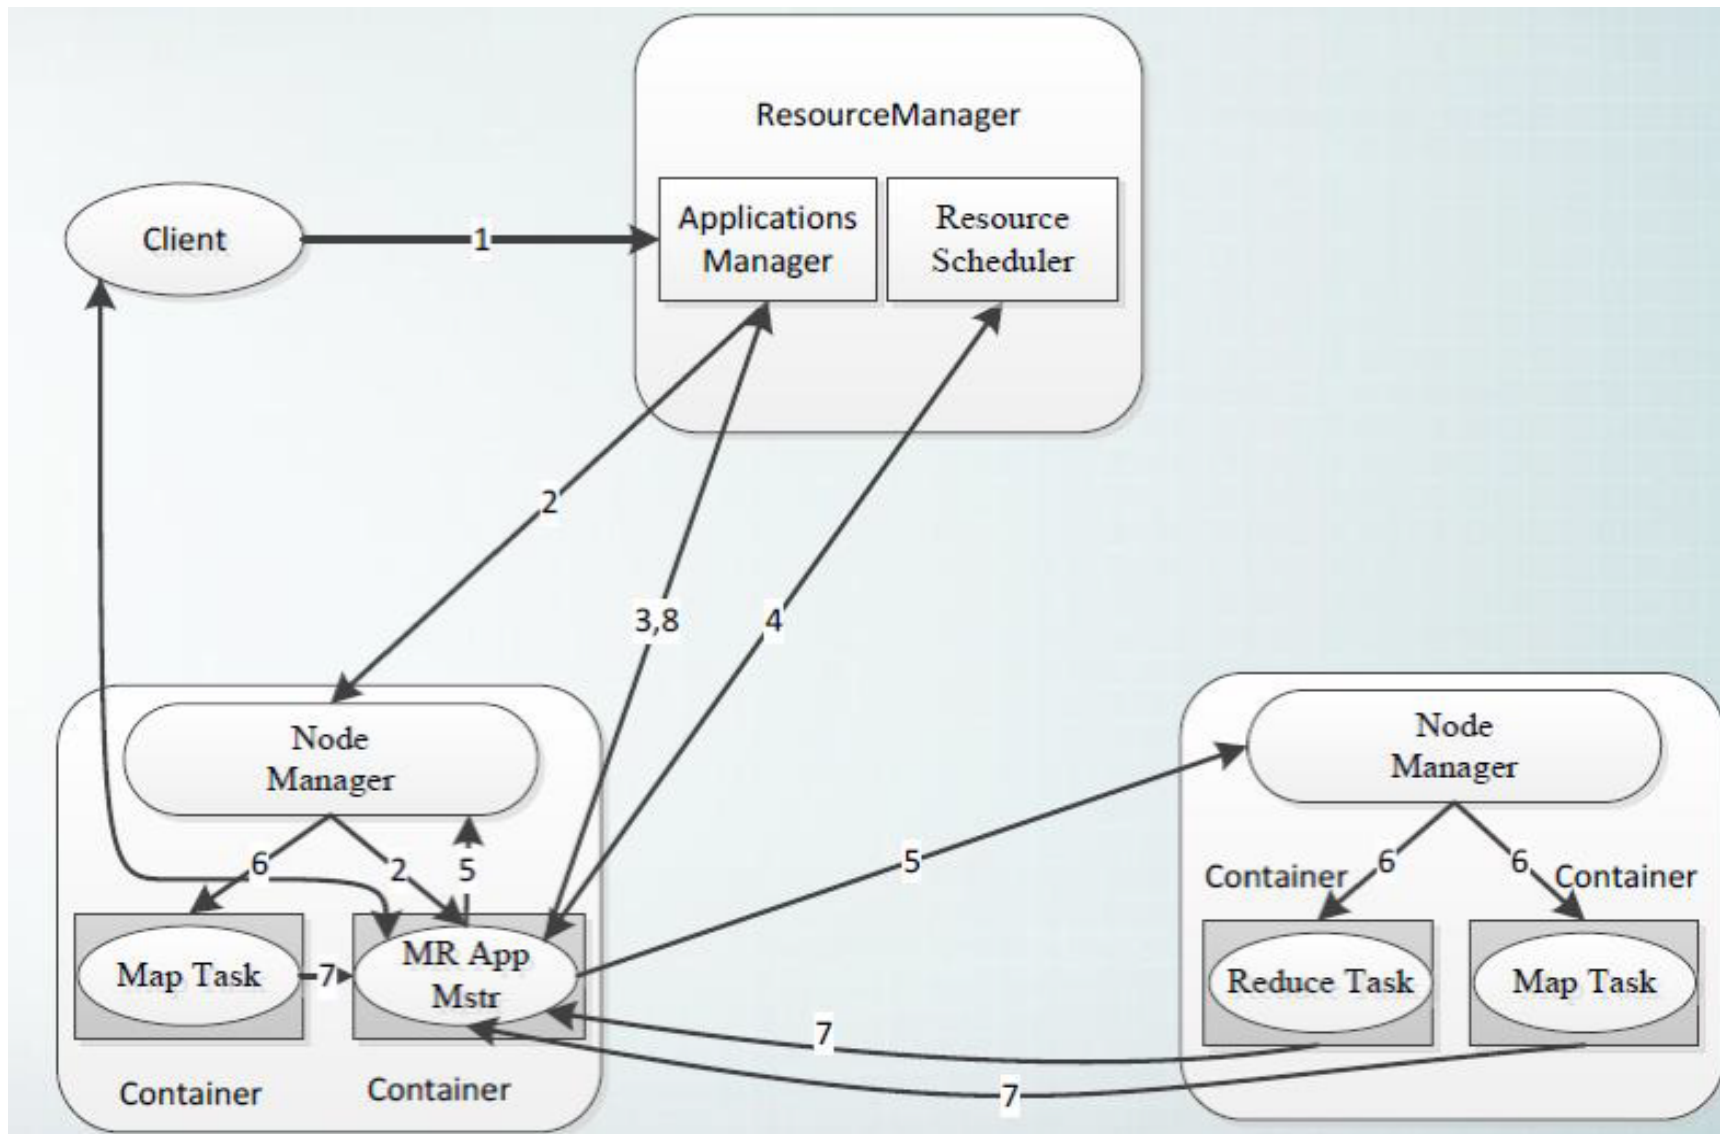 ResourceManager
Applications
Manager
Resource
Scheduler
Client
1
2
3,8
4
Node
Manager
6
2
5
Map Task
7
MR App
Mstr
Container
Container
5
Node
Manager
6
6
Container
Container
Reduce Task
Map Task
7
7